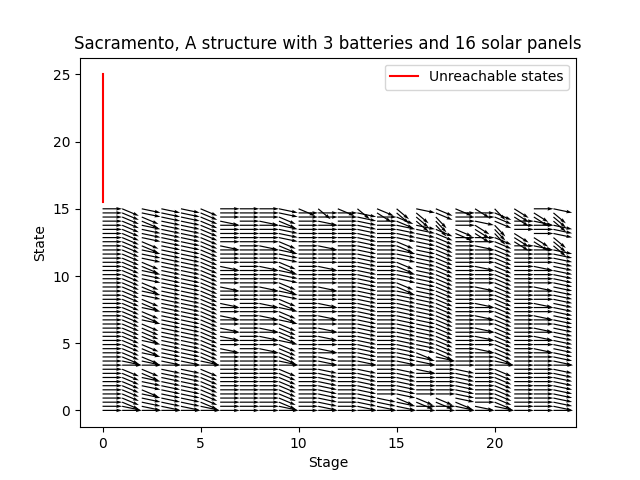 Sacramento, A structure with 3 batteries and 16 solar panels
Unreachable states
25
20
15
10
5
0
State
0 5 10 15 20
Stage